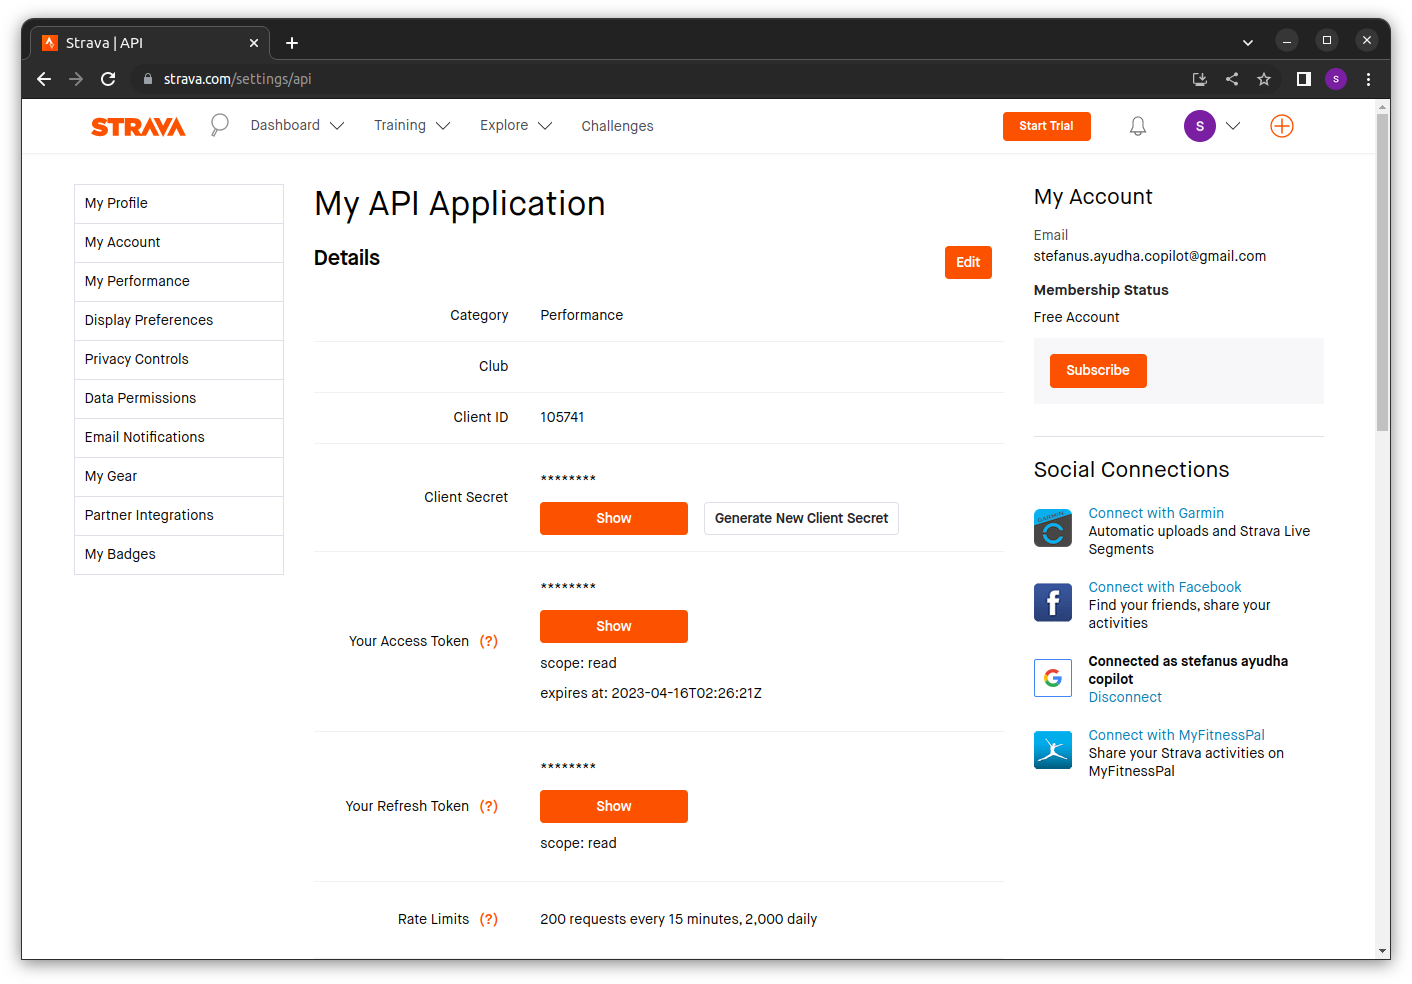 Strava | API
strava.com/settings/api
S
STRAVA
Dashboard
Training
Explore
Challenges
Start Trial
S
My Profile
My Account
My Performance
Display Preferences
Privacy Controls
Data Permissions
Email Notifications
My Gear
Partner Integrations
My Badges
My API Application
Details
Edit
Category Performance
Club
Client ID 105741
Client Secret
********
Show Generate New Client Secret
Your Access Token (?)
********
Show
scope: read
expires at: 2023-04-16T02:26:21Z
Your Refresh Token (?)
********
Show
scope: read
Rate Limits (?) 200 requests every 15 minutes, 2,000 daily
My Account
Email
stefanus.ayudha.copilot@gmail.com
Membership Status
Free Account
Subscribe
Social Connections
GARMIN
Connect with Garmin
Automatic uploads and Strava Live
Segments
Connect with Facebook
Find your friends, share your
activities
Connected as stefanus ayudha
copilot
Disconnect
Connect with MyFitnessPal
Share your Strava activities on
MyFitnessPal